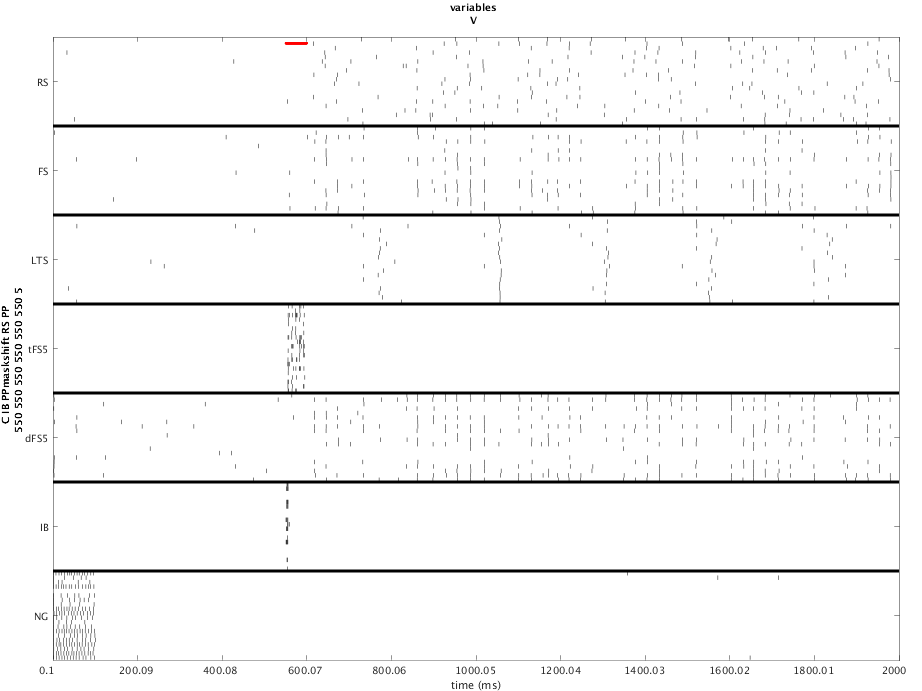 variables
V
RS
FS
LTS
tFS5
dFS5
IB
NG
C IB PPmaskshift RS PP
550 550 550 550 550 550 5
0.1 200.09 400.08 600.07 800.06 1000.05 1200.04 1400.03 1600.02 1800.01 2000
time (ms)